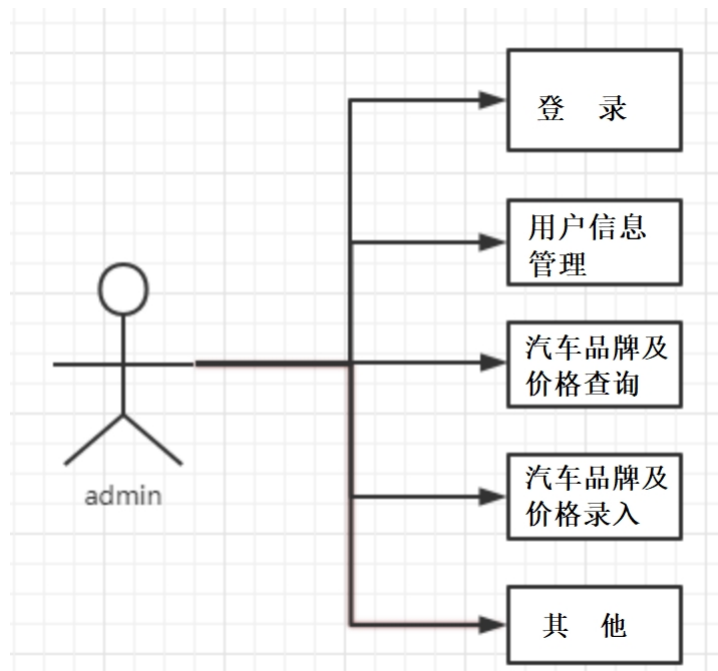 登 录
用户信息
管理
汽车品牌及
价格查询
admin
汽车品牌及
价格录入
其 他